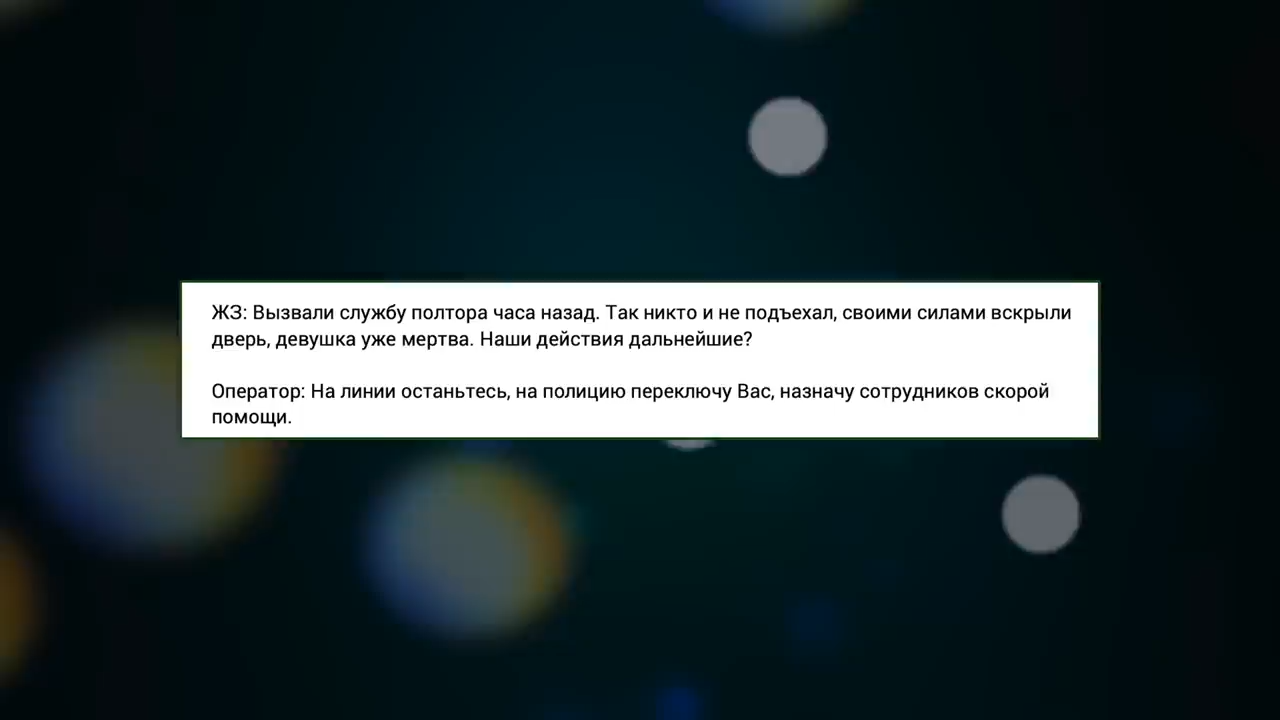 ЖЗ: Вызвали службу полтора часа назад. Так никто и не подъехал, своими силами вскрыли
дверь, девушка уже мертва. Наши действия дальнейшие?
Оператор: На линии останьтесь, на полицию переключу Вас, назначу сотрудников скорой
помощи.